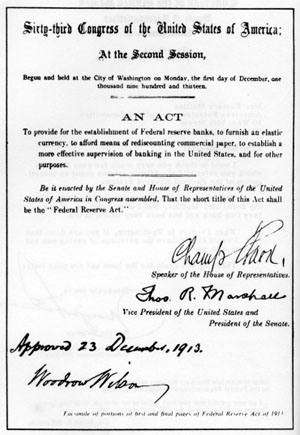 Sixty-third Congress of the United States of America;
At the Second Session,
Begun and held at the City of Washington on Monday, the first day of December, one
thousand nine hundred and thirteen.
AN ACT
To provide for the establishment of Federal reserve banks, to furnish an elastic
currency, to afford means of rediscounting commercial paper, to establish a
more effective supervision of banking in the United States, and for other
purposes.
Be it enacted by the Senate and House of Representatives of the United
States of America in Congress assembled, That the short title of this Act shall
be the "Federal Reserve Act."
Champ Clark
Speaker of the House of Representatives.
Thos. R. Marshall
Vice President of the United States and
President of the Senate.
Approved 23 December, 1913.
Woodrow Wilson
Facsimile of portions of first and final pages of Federal Reserve Act of 1913